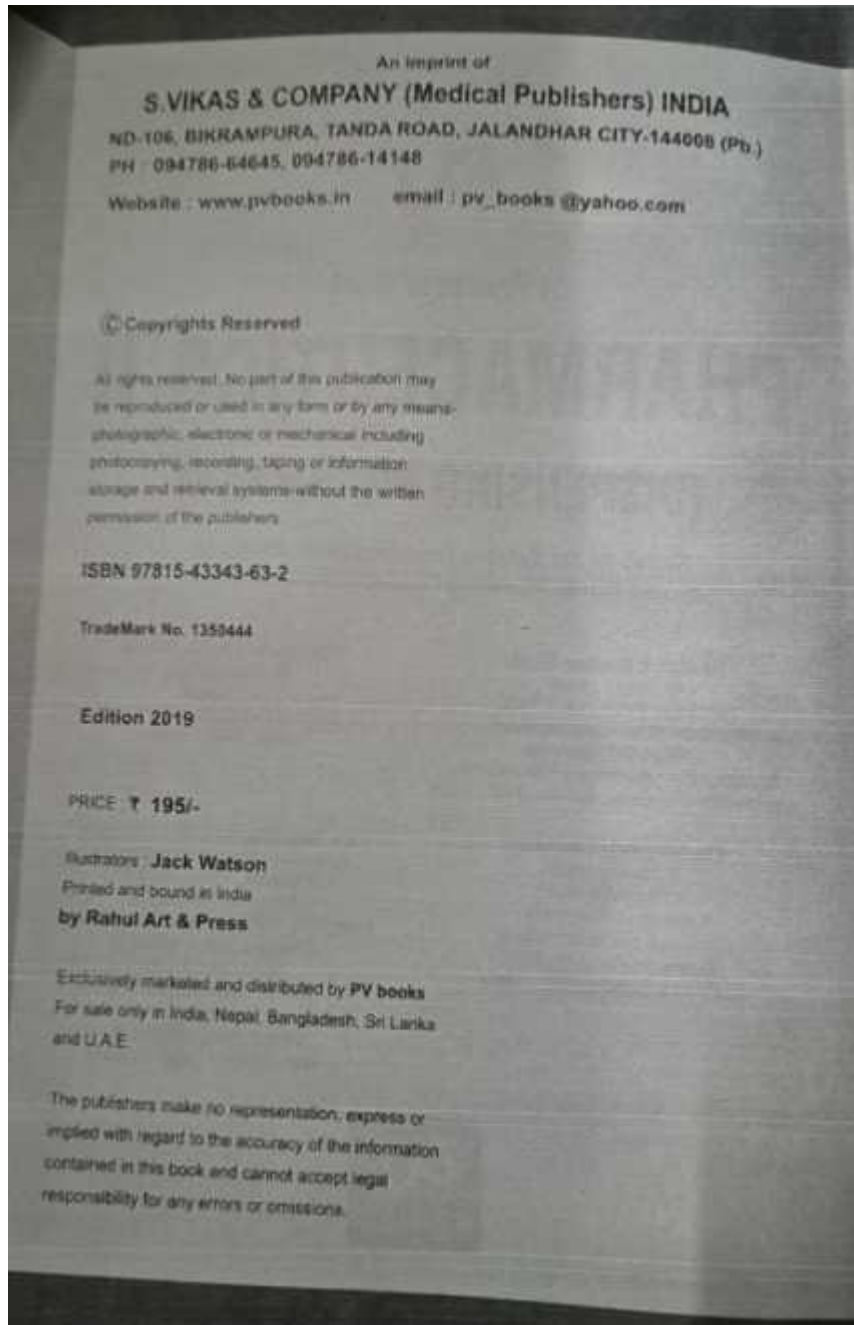 An imprint of
S.VIKAS & COMPANY (Medical Publishers) INDIA
ND-106, BIKRAMPURA, TANDA ROAD, JALANDHAR CITY-144008 (Pb.)
PH : 094786-64645, 094786-14148
Website : www.pvbooks.in email : pv_books @yahoo.com
©Copyrights Reserved
All rights reserved. No part of this publication may
be reproduced or used in any form or by any means-
photographic, electronic or mechanical including
photocopying, recording, taping or information
storage and retrieval systems-without the written
permission of the publishers
ISBN 97815-43343-63-2
TradeMark No. 1350444
Edition 2019
PRICE : ₹ 195/-
Illustrators : Jack Watson
Printed and bound in India
by Rahul Art & Press
Exclusively marketed and distributed by PV books
For sale only in India, Nepal, Bangladesh, Sri Lanka
and U.A.E.
The publishers make no representation, express or
implied with regard to the accuracy of the information
contained in this book and cannot accept legal
responsibility for any errors or omissions.